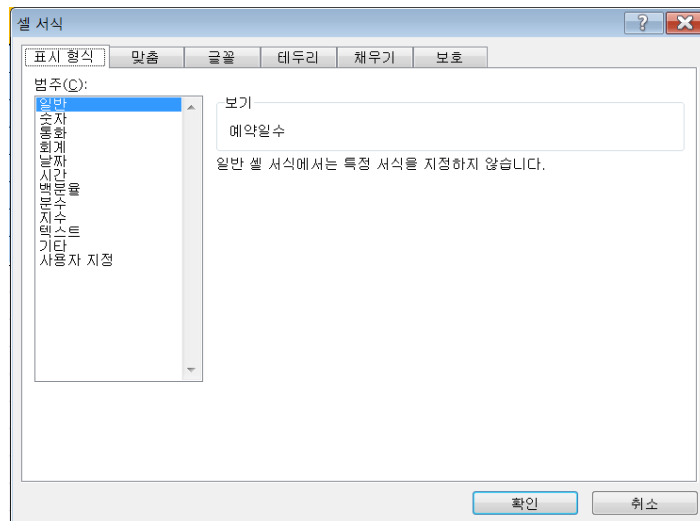 셀 서식
표시 형식 맞춤 글꼴 테두리 채우기 보호
범주(C):
일반
숫자
통화
회계
날짜
시간
백분율
분수
지수
텍스트
기타
사용자 지정
보기
예약일수
일반 셀 서식에서는 특정 서식을 지정하지 않습니다.
확인 취소